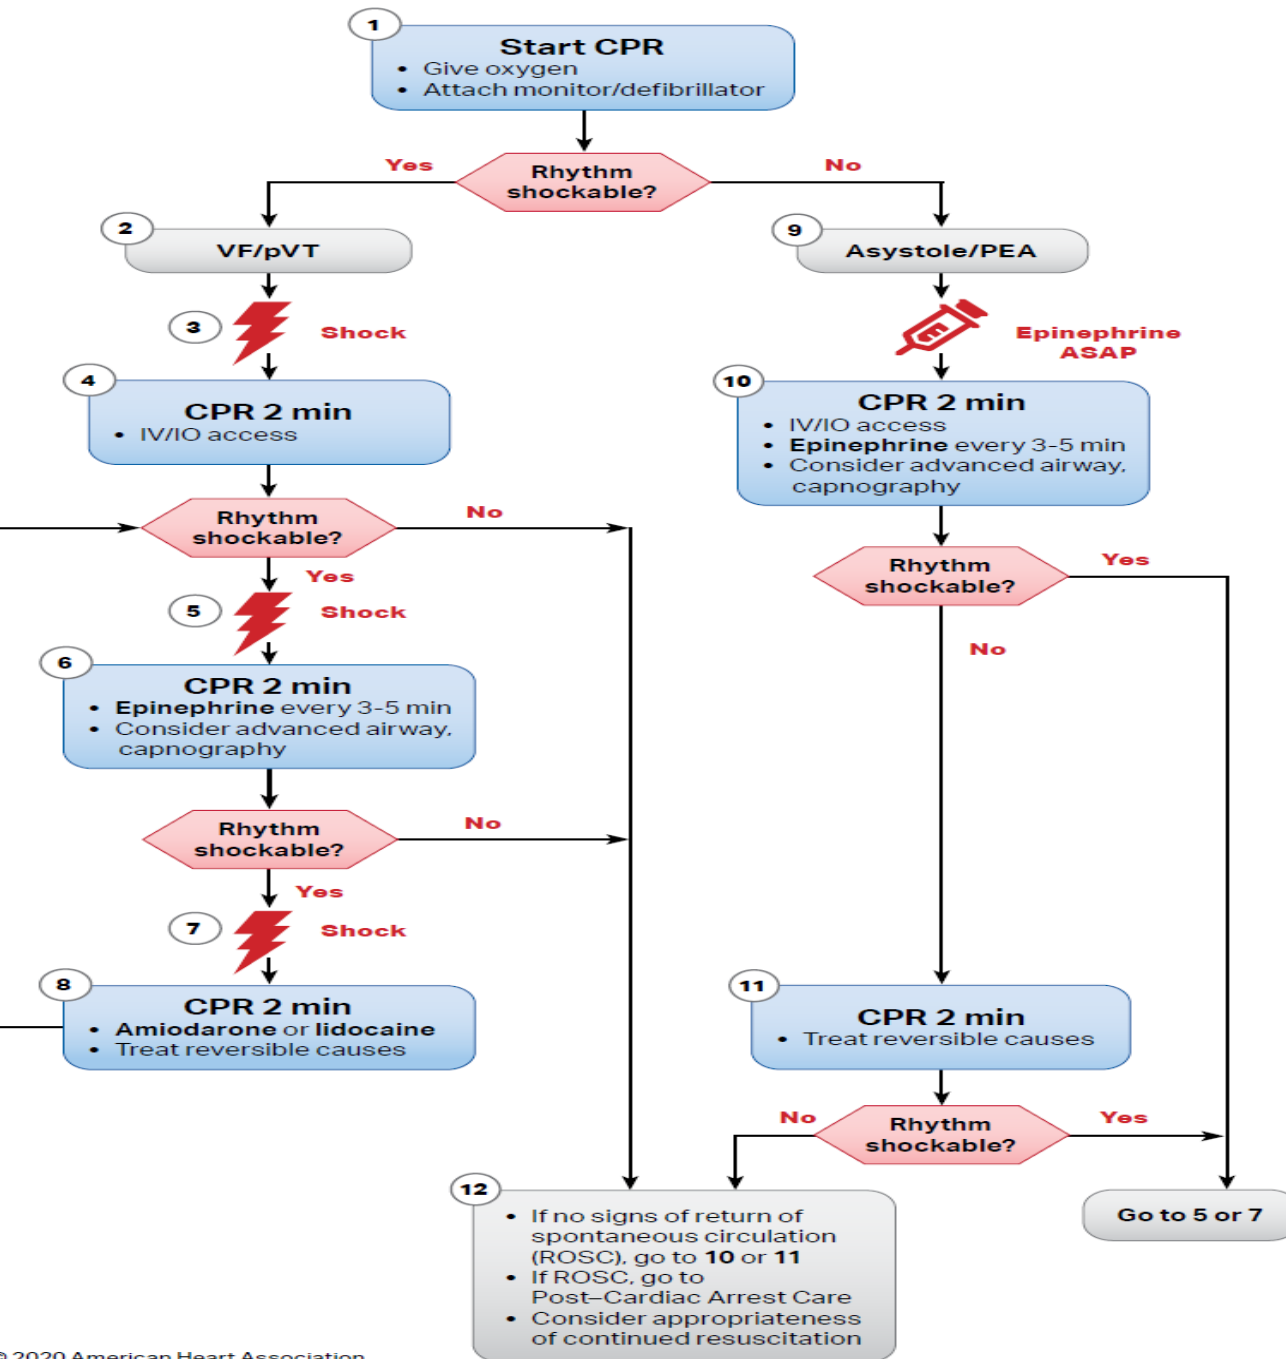 1
Start CPR
• Give oxygen
• Attach monitor/defibrillator
Yes
Rhythm
shockable?
No
2
VF/pVT
3
Shock
4
CPR 2 min
• IV/IO access
Rhythm
shockable?
No
Yes
5
Shock
6
CPR 2 min
• Epinephrine every 3-5 min
• Consider advanced airway,
capnography
Rhythm
shockable?
No
Yes
7
Shock
8
CPR 2 min
• Amiodarone or lidocaine
• Treat reversible causes
9
Asystole/PEA
E
Epinephrine
ASAP
10
CPR 2 min
• IV/IO access
• Epinephrine every 3-5 min
• Consider advanced airway,
capnography
Rhythm
shockable?
Yes
No
11
CPR 2 min
• Treat reversible causes
No
Rhythm
shockable?
Yes
12
• If no signs of return of
spontaneous circulation
(ROSC), go to 10 or 11
• If ROSC, go to
Post–Cardiac Arrest Care
• Consider appropriateness
of continued resuscitation
Go to 5 or 7
© 2020 American Heart Association